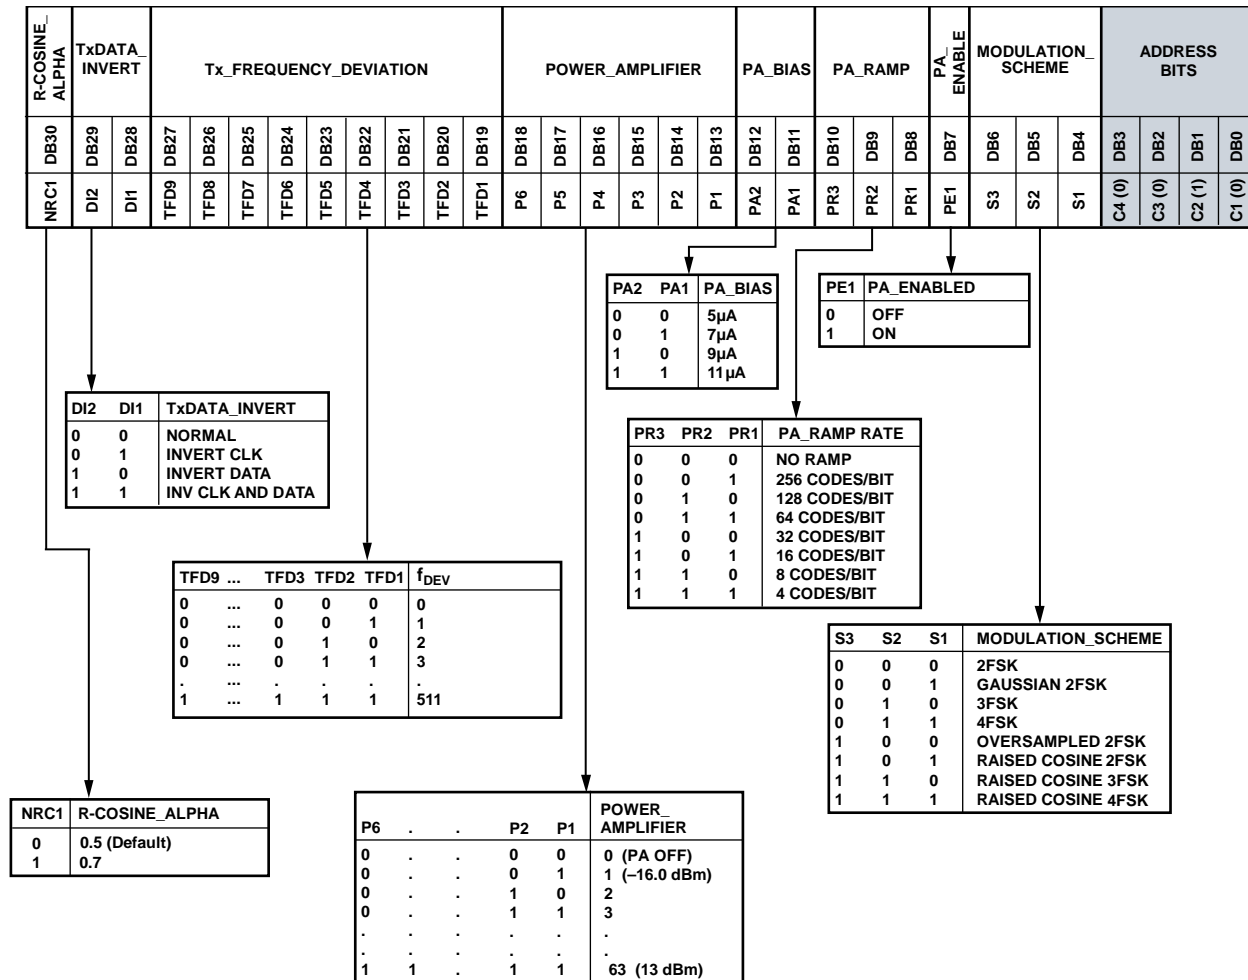 R-COSINE_ ALPHA
TxDATA_ INVERT
Tx_FREQUENCY_DEVIATION
POWER_AMPLIFIER
PA_BIAS
PA_RAMP
PA_ ENABLE
MODULATION_ SCHEME
ADDRESS BITS
DB30 DB29 DB28 DB27 DB26 DB25 DB24 DB23 DB22 DB21 DB20 DB19 DB18 DB17 DB16 DB15 DB14 DB13 DB12 DB11 DB10 DB9 DB8 DB7 DB6 DB5 DB4 DB3 DB2 DB1 DB0
NRC1 DI2 DI1 TFD9 TFD8 TFD7 TFD6 TFD5 TFD4 TFD3 TFD2 TFD1 P6 P5 P4 P3 P2 P1 PA2 PA1 PR3 PR2 PR1 PE1 S3 S2 S1 C4 (0) C3 (0) C2 (1) C1 (0)
PA2 PA1 PA_BIAS
0 0 5µA
0 1 7µA
1 0 9µA
1 1 11µA
PE1 PA_ENABLED
0 OFF
1 ON
DI2 DI1 TxDATA_INVERT
0 0 NORMAL
0 1 INVERT CLK
1 0 INVERT DATA
1 1 INV CLK AND DATA
PR3 PR2 PR1 PA_RAMP RATE
0 0 0 NO RAMP
0 0 1 256 CODES/BIT
0 1 0 128 CODES/BIT
0 1 1 64 CODES/BIT
1 0 0 32 CODES/BIT
1 0 1 16 CODES/BIT
1 1 0 8 CODES/BIT
1 1 1 4 CODES/BIT
TFD9 ... TFD3 TFD2 TFD1 fDEV
0 ... 0 0 0 0
0 ... 0 0 1 1
0 ... 0 1 0 2
0 ... 0 1 1 3
. ... . . . .
1 ... 1 1 1 511
S3 S2 S1 MODULATION_SCHEME
0 0 0 2FSK
0 0 1 GAUSSIAN 2FSK
0 1 0 3FSK
0 1 1 4FSK
1 0 0 OVERSAMPLED 2FSK
1 0 1 RAISED COSINE 2FSK
1 1 0 RAISED COSINE 3FSK
1 1 1 RAISED COSINE 4FSK
NRC1 R-COSINE_ALPHA
0 0.5 (Default)
1 0.7
P6 . . P2 P1 POWER_ AMPLIFIER
0 . . 0 0 0 (PA OFF)
0 . . 0 1 1 (–16.0 dBm)
0 . . 1 0 2
0 . . 1 1 3
. . . . . .
. . . . . .
1 1 . 1 1 63 (13 dBm)